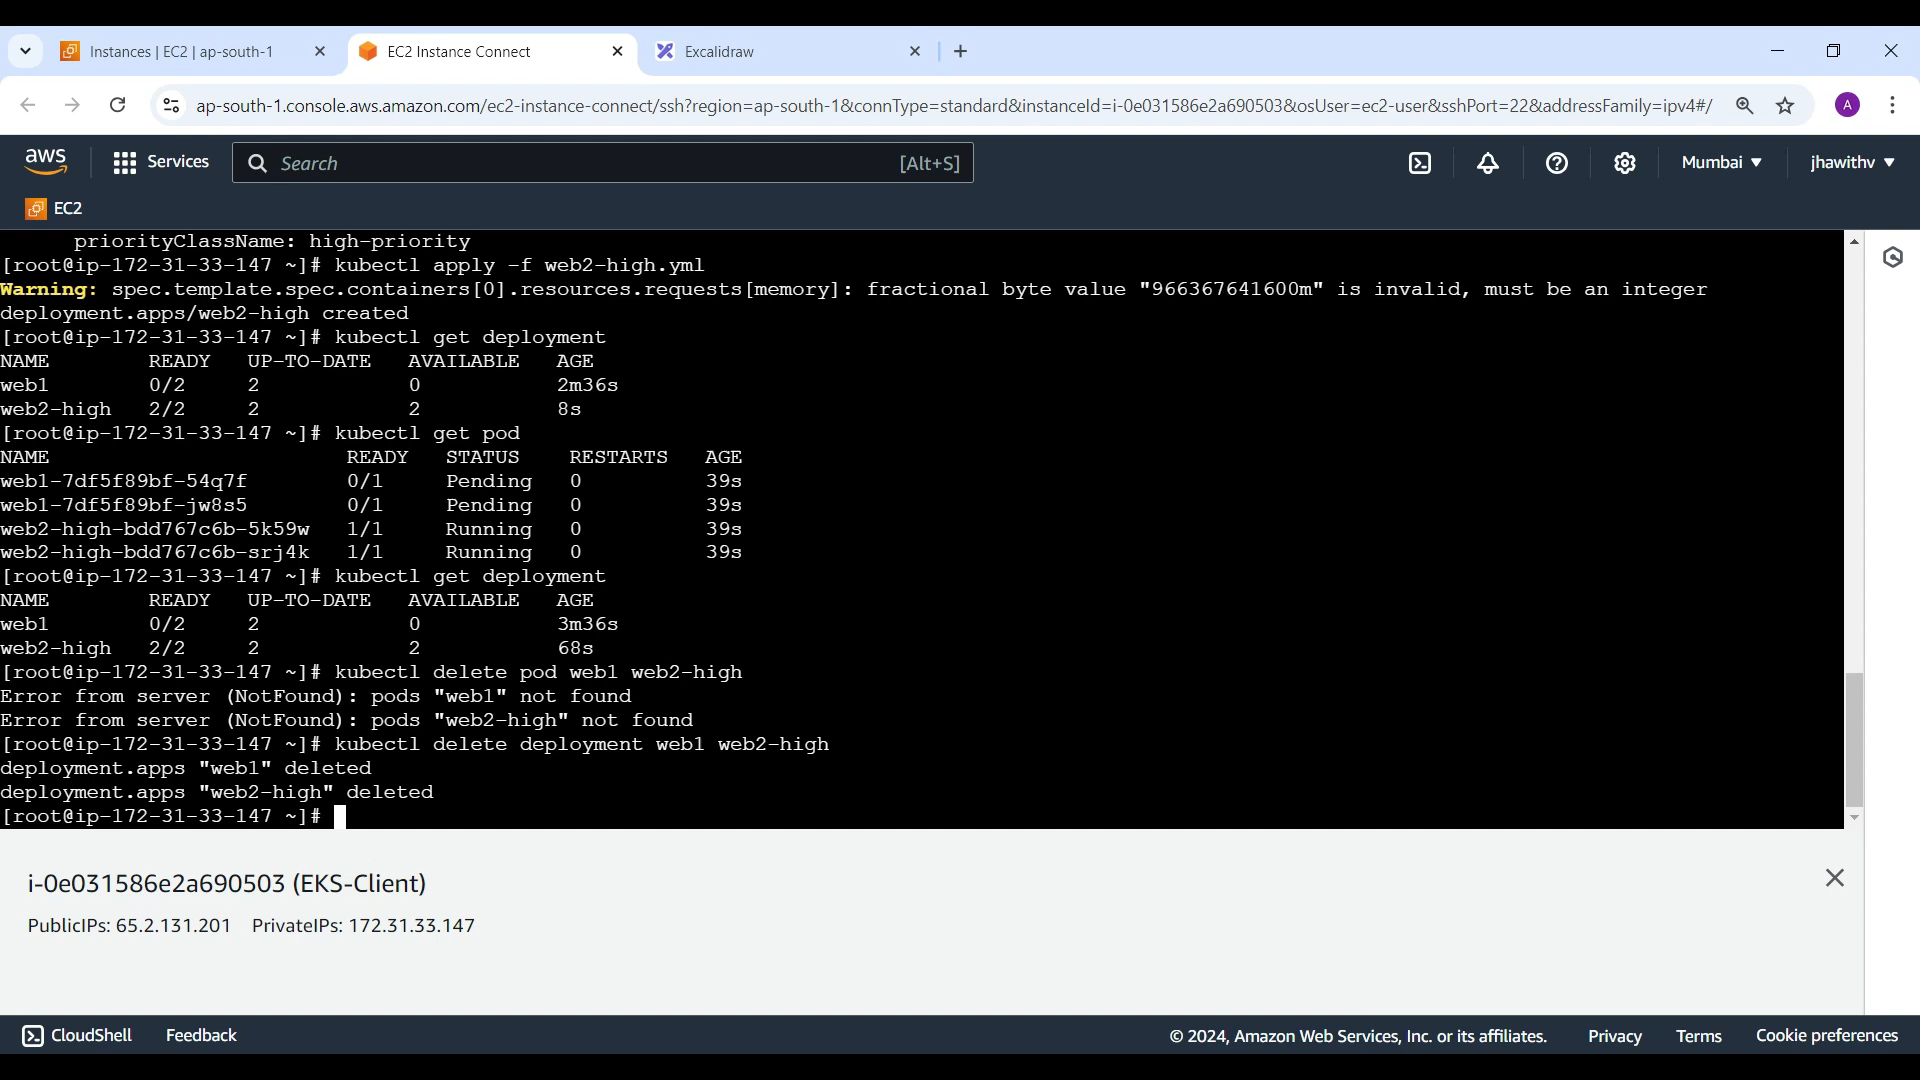 Instances | EC2 | ap-south-1
EC2 Instance Connect
Excalidraw
ap-south-1.console.aws.amazon.com/ec2-instance-connect/ssh?region=ap-south-1&connType=standard&instanceId=i-0e031586e2a690503&osUser=ec2-user&sshPort=22&addressFamily=ipv4#/
A
aws
Services
Search
[Alt+S]
Mumbai
jhawithv
EC2
priorityClassName: high-priority
[root@ip-172-31-33-147 ~]# kubectl apply -f web2-high.yml
Warning: spec.template.spec.containers[0].resources.requests[memory]: fractional byte value "966367641600m" is invalid, must be an integer
deployment.apps/web2-high created
[root@ip-172-31-33-147 ~]# kubectl get deployment
NAME READY UP-TO-DATE AVAILABLE AGE
web1 0/2 2 0 2m36s
web2-high 2/2 2 2 8s
[root@ip-172-31-33-147 ~]# kubectl get pod
NAME READY STATUS RESTARTS AGE
web1-7df5f89bf-54q7f 0/1 Pending 0 39s
web1-7df5f89bf-jw8s5 0/1 Pending 0 39s
web2-high-bdd767c6b-5k59w 1/1 Running 0 39s
web2-high-bdd767c6b-srj4k 1/1 Running 0 39s
[root@ip-172-31-33-147 ~]# kubectl get deployment
NAME READY UP-TO-DATE AVAILABLE AGE
web1 0/2 2 0 3m36s
web2-high 2/2 2 2 68s
[root@ip-172-31-33-147 ~]# kubectl delete pod web1 web2-high
Error from server (NotFound): pods "web1" not found
Error from server (NotFound): pods "web2-high" not found
[root@ip-172-31-33-147 ~]# kubectl delete deployment web1 web2-high
deployment.apps "web1" deleted
deployment.apps "web2-high" deleted
[root@ip-172-31-33-147 ~]#
i-0e031586e2a690503 (EKS-Client)
PublicIPs: 65.2.131.201 PrivateIPs: 172.31.33.147
CloudShell
Feedback
© 2024, Amazon Web Services, Inc. or its affiliates.
Privacy
Terms
Cookie preferences